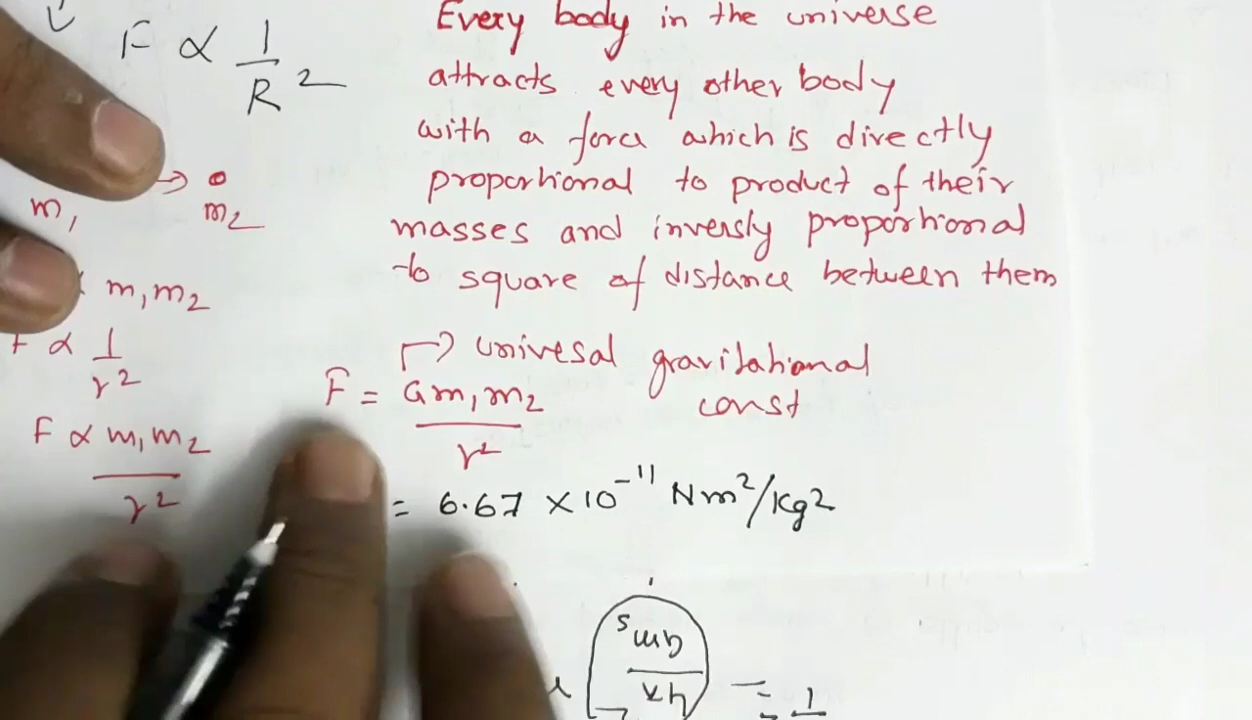 F ∝ 1/R²
Every body in the universe
attracts every other body
with a force which is directly
proportional to product of their
masses and inversly proportional
to square of distance between them
→
m₁ m₂
m₁m₂
F ∝ 1/r²
F ∝ m₁m₂/r²
→ univesal gravitational
const
F = Gm₁m₂/r²
= 6.67 × 10⁻¹¹ Nm²/kg²
= 1